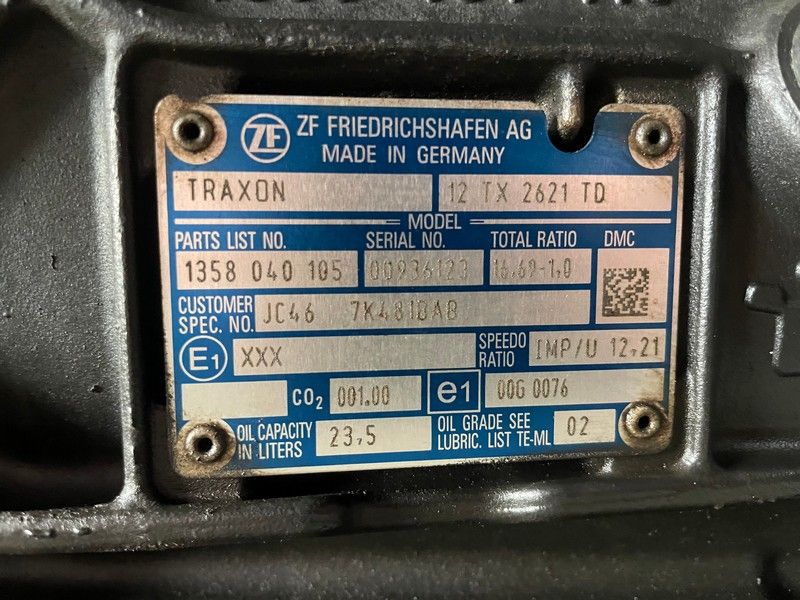 ZF ZF FRIEDRICHSHAFEN AG
MADE IN GERMANY
TRAXON 12 TX 2621 TD
MODEL
PARTS LIST NO. SERIAL NO. TOTAL RATIO DMC
1358 040 105 00936123 16.69-1.0
CUSTOMER SPEC. NO. JC46 7K481BAB
E1 XXX SPEEDO RATIO IMP/U 12,21
CO2 001.00 e1 00G 0076
OIL CAPACITY IN LITERS 23,5 OIL GRADE SEE LUBRIC. LIST TE-ML 02